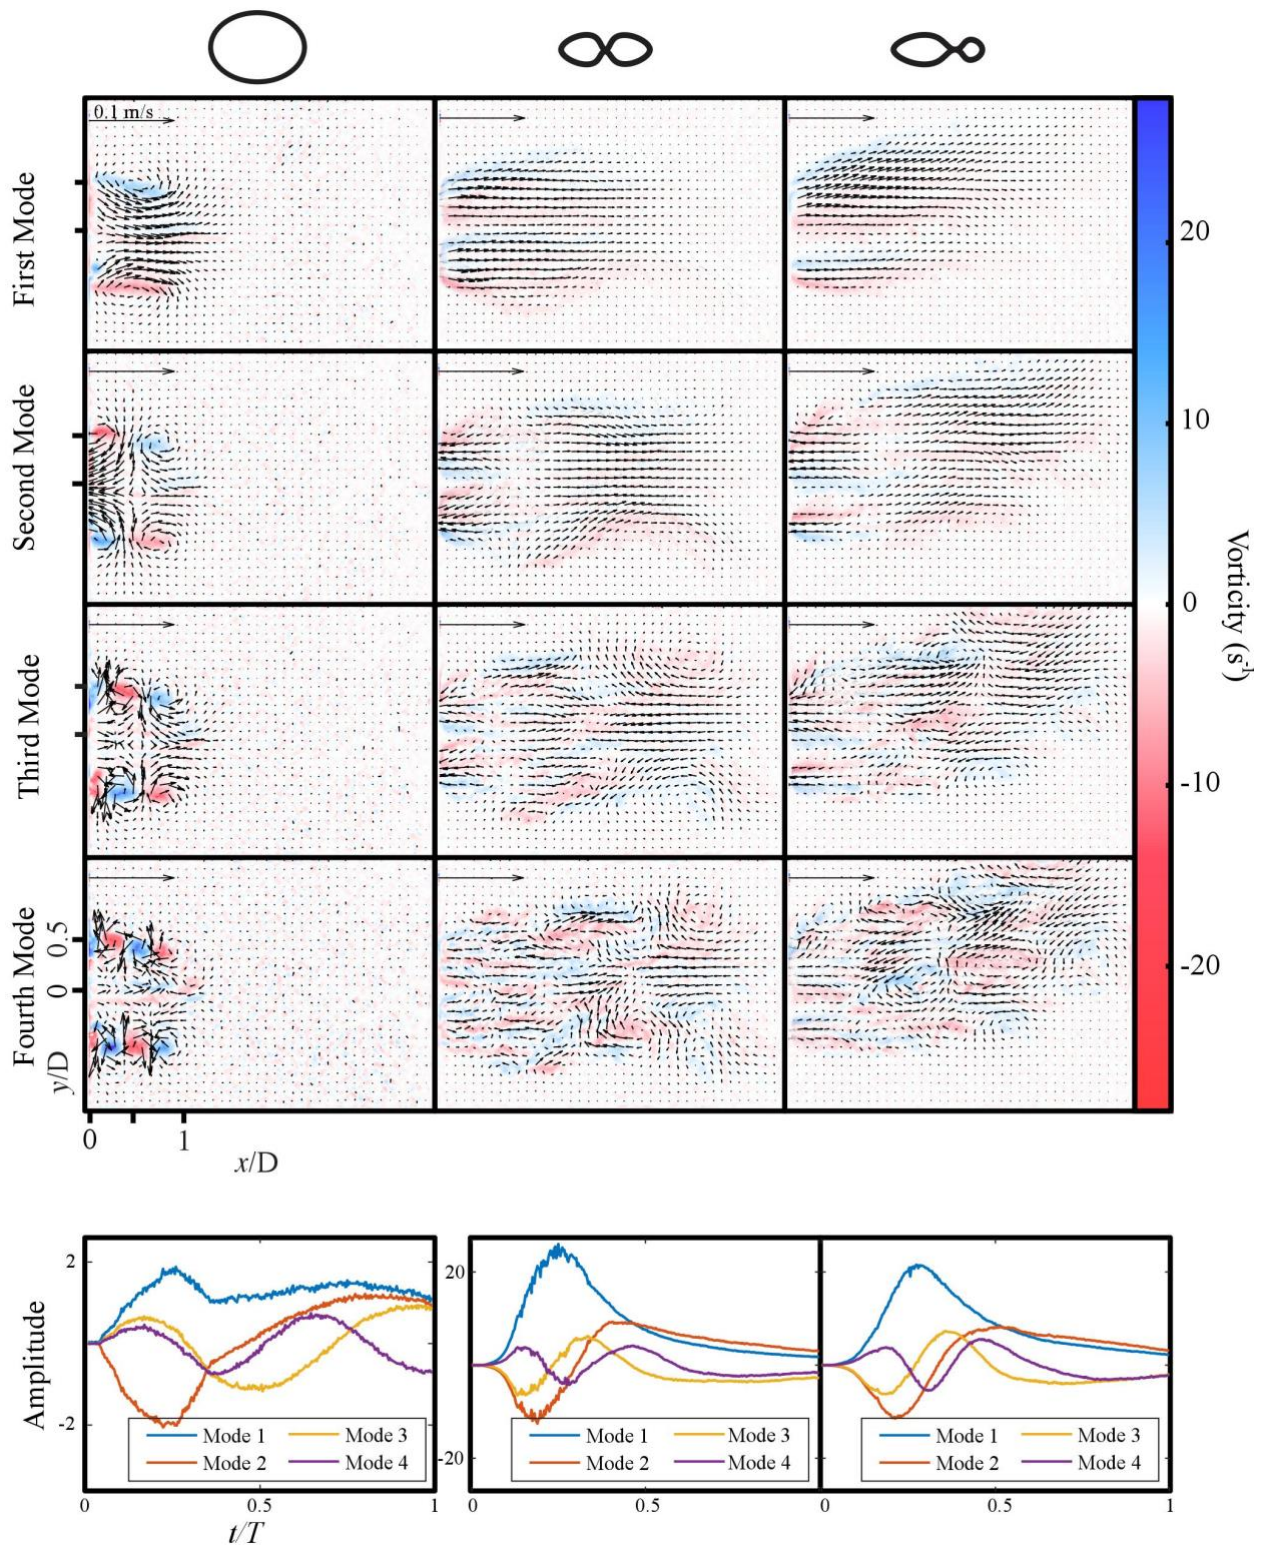 0.1 m/s
First Mode
Second Mode
Third Mode
Fourth Mode
20
10
0
-10
-20
Vorticity (s⁻¹)
0.5
0
y/D
0
1
x/D
Amplitude
2
-2
Mode 1
Mode 3
Mode 2
Mode 4
0
0.5
1
t/T
20
-20
Mode 1
Mode 3
Mode 2
Mode 4
0
0.5
Mode 1
Mode 3
Mode 2
Mode 4
0
0.5
1